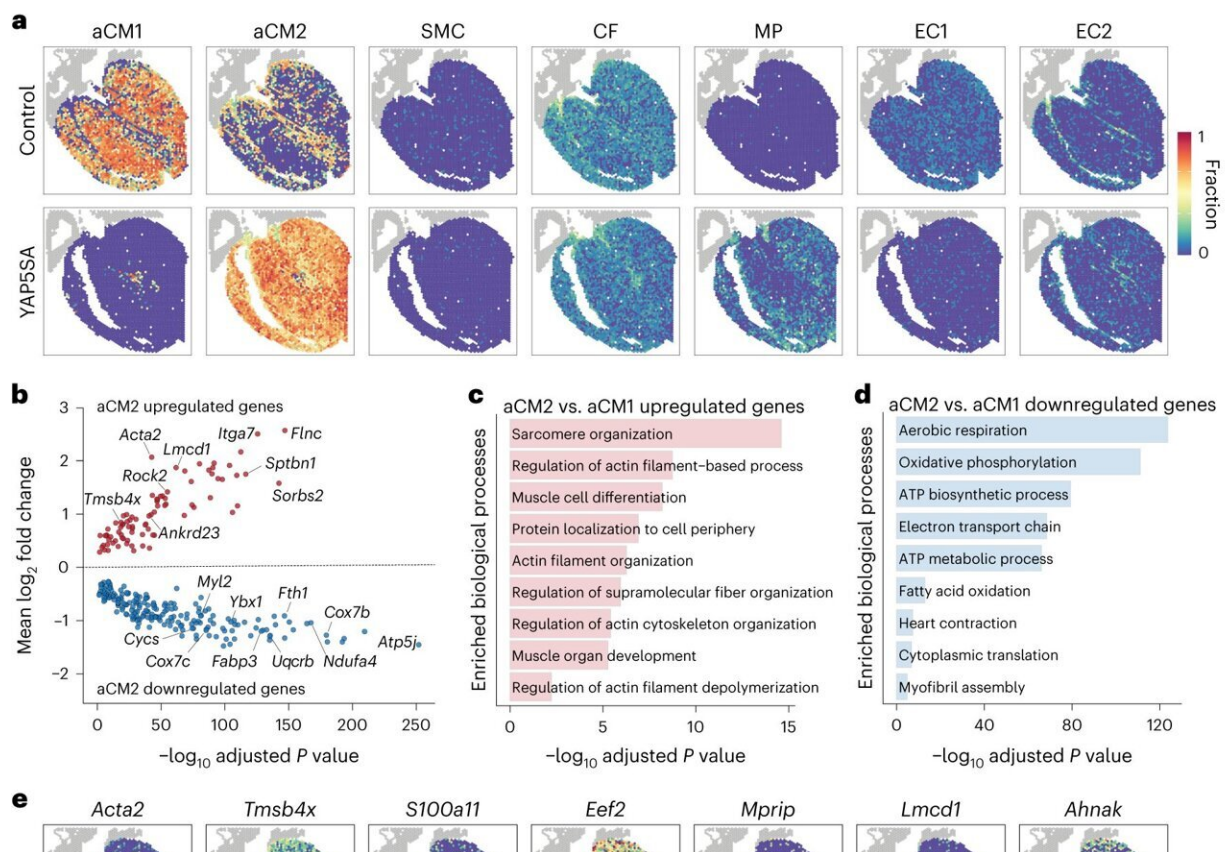 a
aCM1 aCM2 SMC CF MP EC1 EC2
Control
YAP5SA
1
Fraction
0
b
aCM2 upregulated genes
Mean log2 fold change
3
2
1
0
−1
−2
Acta2
Lmcd1
Itga7
Flnc
Rock2
Sptbn1
Tmsb4x
Sorbs2
Ankrd23
Myl2
Ybx1
Fth1
Cox7b
Cycs
Atp5j
Cox7c
Fabp3
Uqcrb
Ndufa4
aCM2 downregulated genes
0 50 100 150 200 250
−log10 adjusted P value
c
aCM2 vs. aCM1 upregulated genes
Enriched biological processes
Sarcomere organization
Regulation of actin filament–based process
Muscle cell differentiation
Protein localization to cell periphery
Actin filament organization
Regulation of supramolecular fiber organization
Regulation of actin cytoskeleton organization
Muscle organ development
Regulation of actin filament depolymerization
0 5 10 15
−log10 adjusted P value
d
aCM2 vs. aCM1 downregulated genes
Enriched biological processes
Aerobic respiration
Oxidative phosphorylation
ATP biosynthetic process
Electron transport chain
ATP metabolic process
Fatty acid oxidation
Heart contraction
Cytoplasmic translation
Myofibril assembly
0 40 80 120
−log10 adjusted P value
e
Acta2 Tmsb4x S100a11 Eef2 Mprip Lmcd1 Ahnak